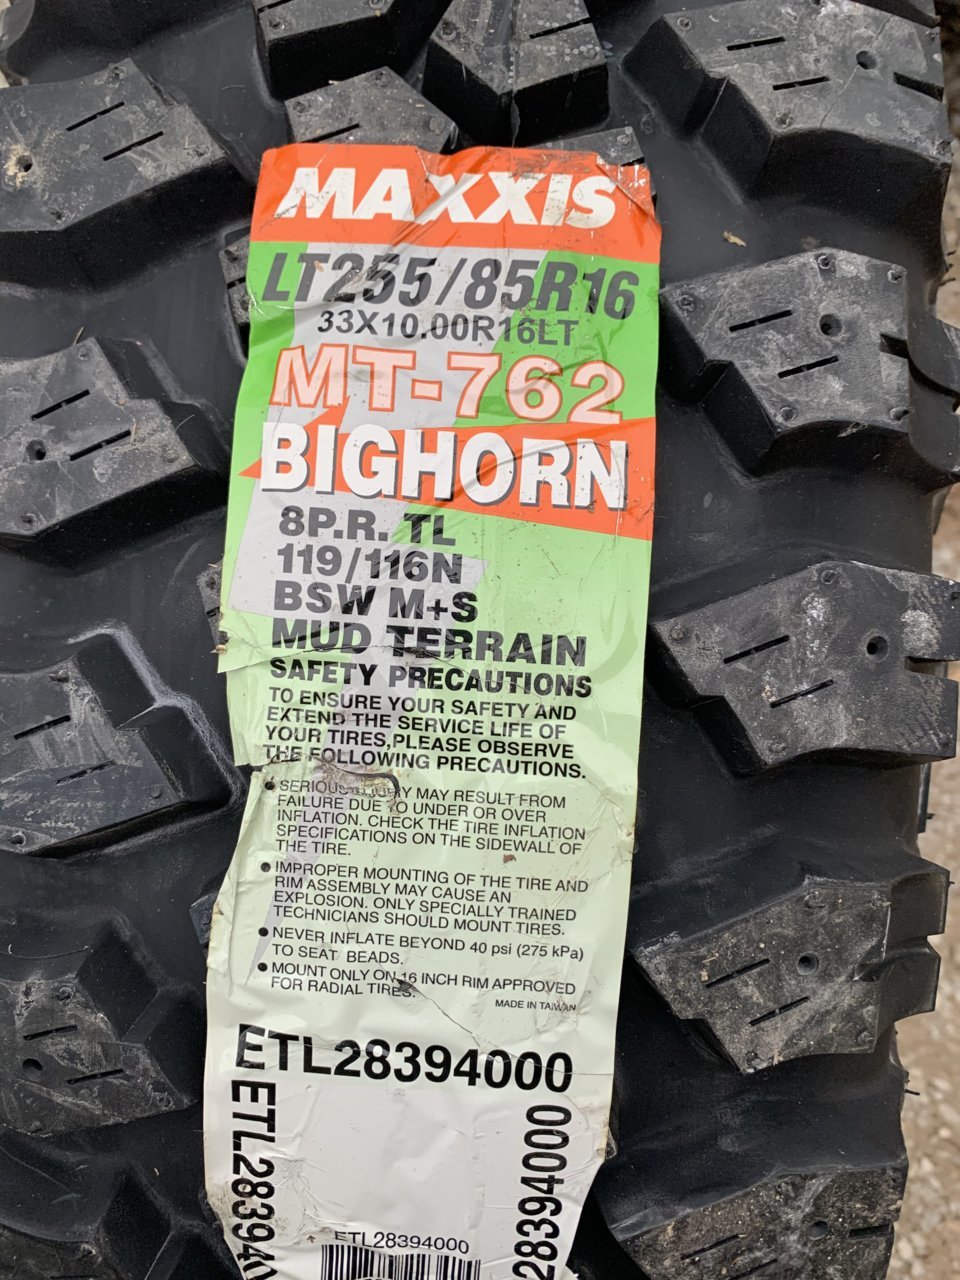 MAXXIS
LT255/85R16
33X10.00R16LT
MT-762
BIGHORN
8P.R. TL
119/116N
BSW M+S
MUD TERRAIN
SAFETY PRECAUTIONS
TO ENSURE YOUR SAFETY AND
EXTEND THE SERVICE LIFE OF
YOUR TIRES,PLEASE OBSERVE
THE FOLLOWING PRECAUTIONS.
• SERIOUS INJURY MAY RESULT FROM
FAILURE DUE TO UNDER OR OVER
INFLATION. CHECK THE TIRE INFLATION
SPECIFICATIONS ON THE SIDEWALL OF
THE TIRE.
• IMPROPER MOUNTING OF THE TIRE AND
RIM ASSEMBLY MAY CAUSE AN
EXPLOSION. ONLY SPECIALLY TRAINED
TECHNICIANS SHOULD MOUNT TIRES.
• NEVER INFLATE BEYOND 40 psi (275 kPa)
TO SEAT BEADS.
• MOUNT ONLY ON 16 INCH RIM APPROVED
FOR RADIAL TIRES.
MADE IN TAIWAN
ETL28394000
ETL28394
28394000
ETL28394000